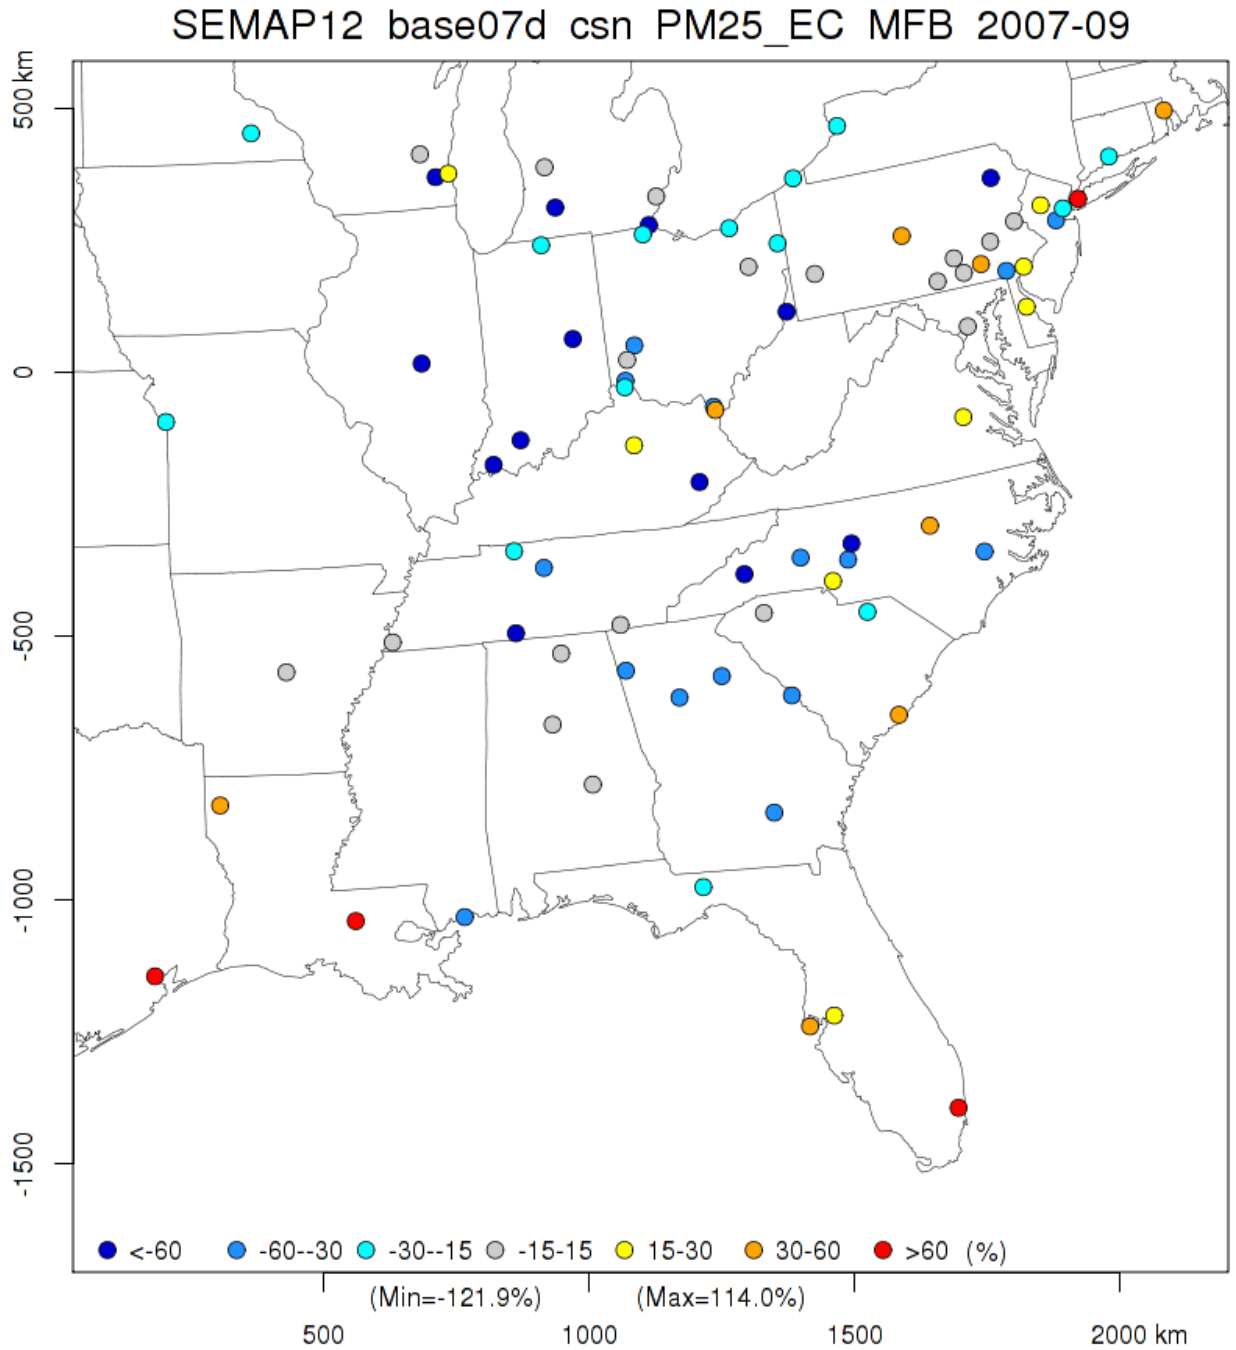 SEMAP12 base07d csn PM25_EC MFB 2007-09
500 km
0
-500
-1000
-1500
<-60 -60--30 -30--15 -15-15 15-30 30-60 >60 (%)
(Min=-121.9%) (Max=114.0%)
500 1000 1500 2000 km